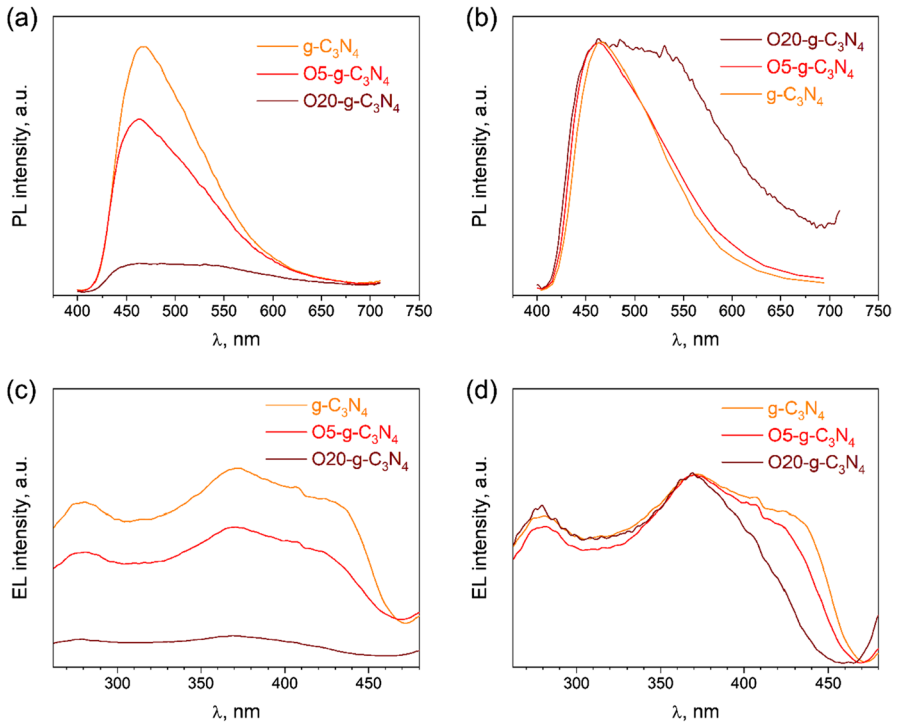 (a)
g-C₃N₄
O5-g-C₃N₄
O20-g-C₃N₄
PL intensity, a.u.
400 450 500 550 600 650 700 750
λ, nm
(b)
O20-g-C₃N₄
O5-g-C₃N₄
g-C₃N₄
PL intensity, a.u.
400 450 500 550 600 650 700 750
λ, nm
(c)
g-C₃N₄
O5-g-C₃N₄
O20-g-C₃N₄
EL intensity, a.u.
300 350 400 450
λ, nm
(d)
g-C₃N₄
O5-g-C₃N₄
O20-g-C₃N₄
EL intensity, a.u.
300 350 400 450
λ, nm